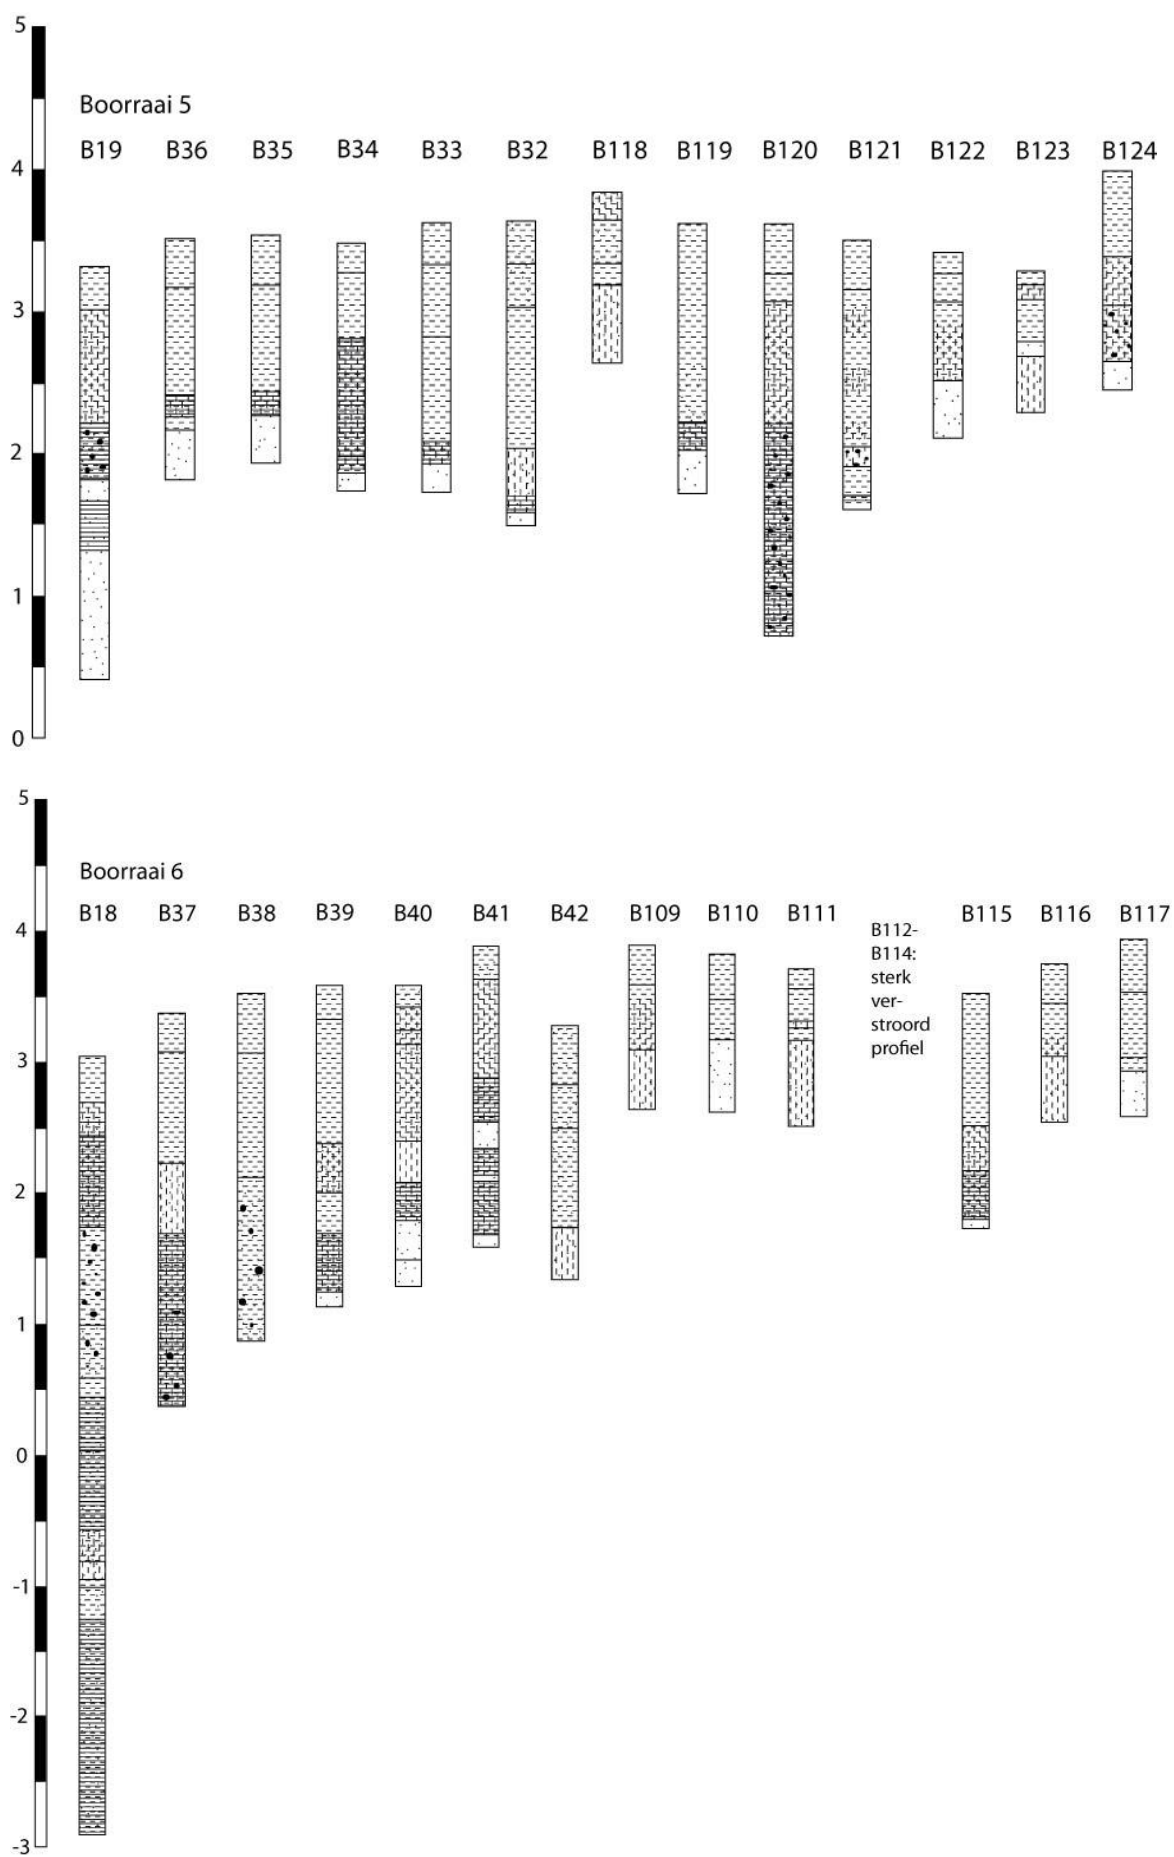 5
Boorraai 5
B19 B36 B35 B34 B33 B32 B118 B119 B120 B121 B122 B123 B124
4
3
2
1
0
5
Boorraai 6
B18 B37 B38 B39 B40 B41 B42 B109 B110 B111 B115 B116 B117
4
B112-
B114:
sterk
ver-
stroord
profiel
3
2
1
0
-1
-2
-3